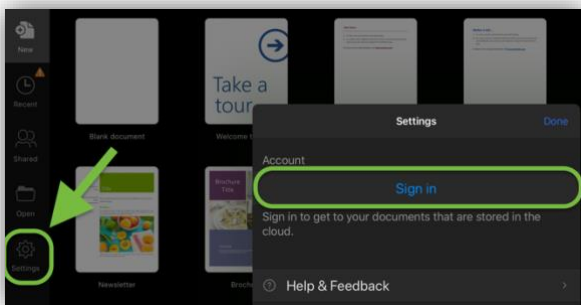 New
Recent
Shared
Open
Settings
Blank document
Take a
tour
Welcome t
Newsletter
Brochure
Title
Broch
Settings
Done
Account
Sign in
Sign in to get to your documents that are stored in the
cloud.
Help & Feedback